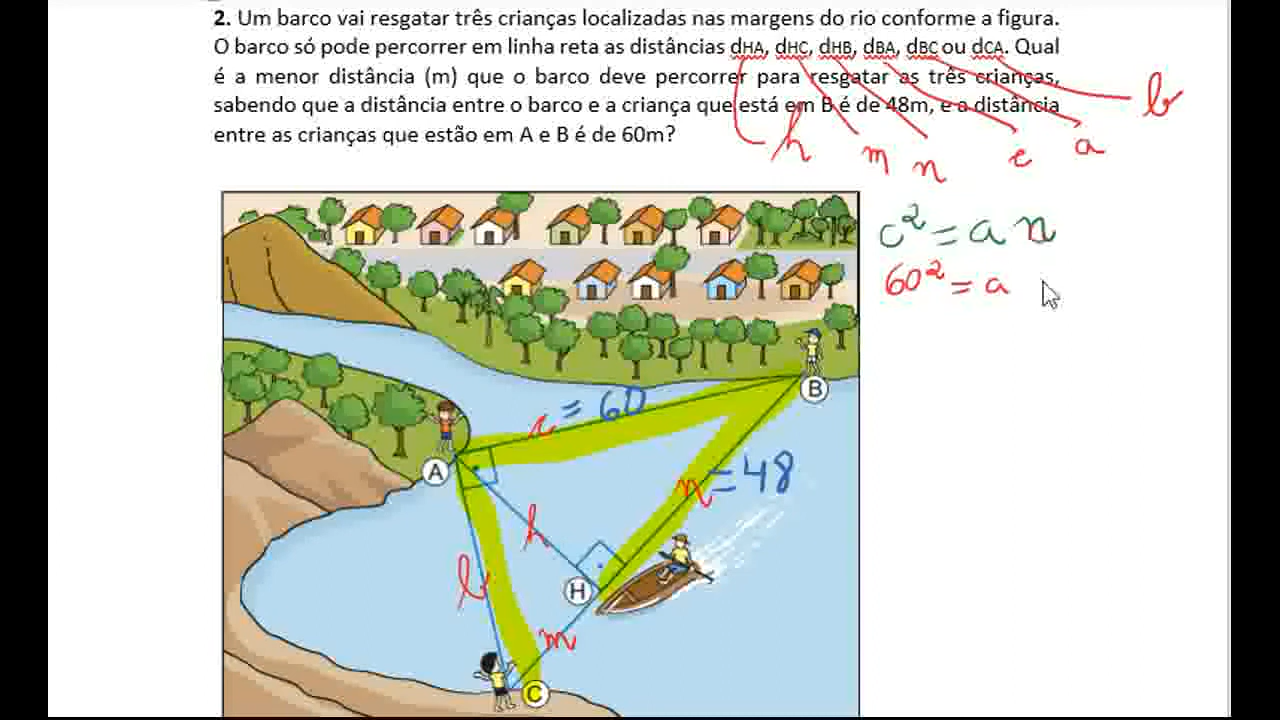 2. Um barco vai resgatar três crianças localizadas nas margens do rio conforme a figura.
O barco só pode percorrer em linha reta as distâncias dHA, dHC, dHB, dBA, dBC ou dCA. Qual
é a menor distância (m) que o barco deve percorrer para resgatar as três crianças,
sabendo que a distância entre o barco e a criança que está em B é de 48m, e a distância
entre as crianças que estão em A e B é de 60m?
h m n c a b
c² = a n
60² = a
B
c = 60
A
n = 48
h
b
H
m
C